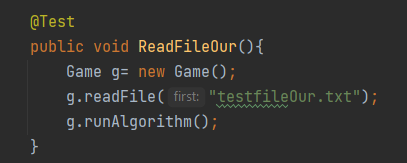 @Test
public void ReadFileOur(){
Game g= new Game();
g.readFile( first: "testfileOur.txt");
g.runAlgorithm();
}